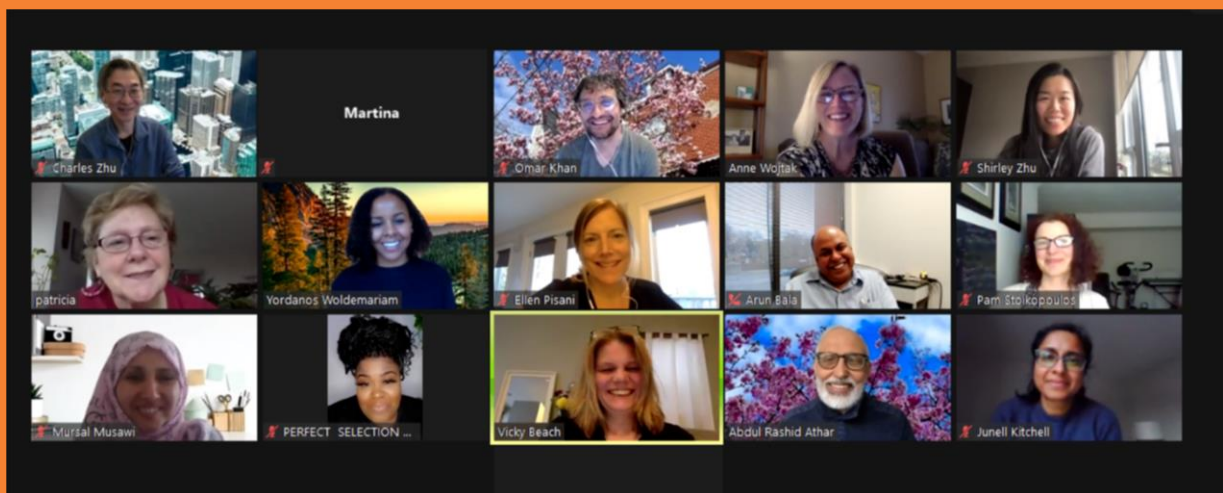 Charles Zhu
Martina
Omar Khan
Anne Wojtak
Shirley Zhu
patricia
Yordanos Woldemariam
Ellen Pisani
Arun Bala
Pam Stolkopoulos
Mursal Musawi
PERFECT SELECTION ...
Vicky Beach
Abdul Rashid Athar
Junell Kitchell